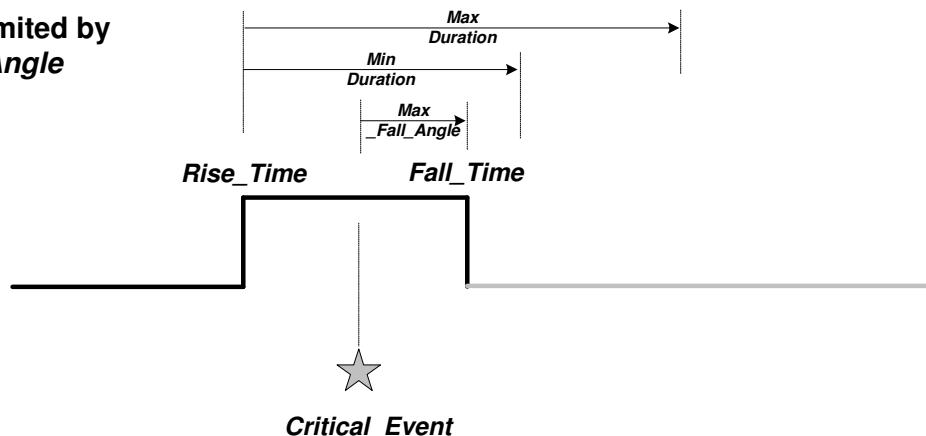 mited by
Angle
Max
Duration
Min
Duration
Max
_Fall_Angle
Rise_Time
Fall_Time
Critical Event